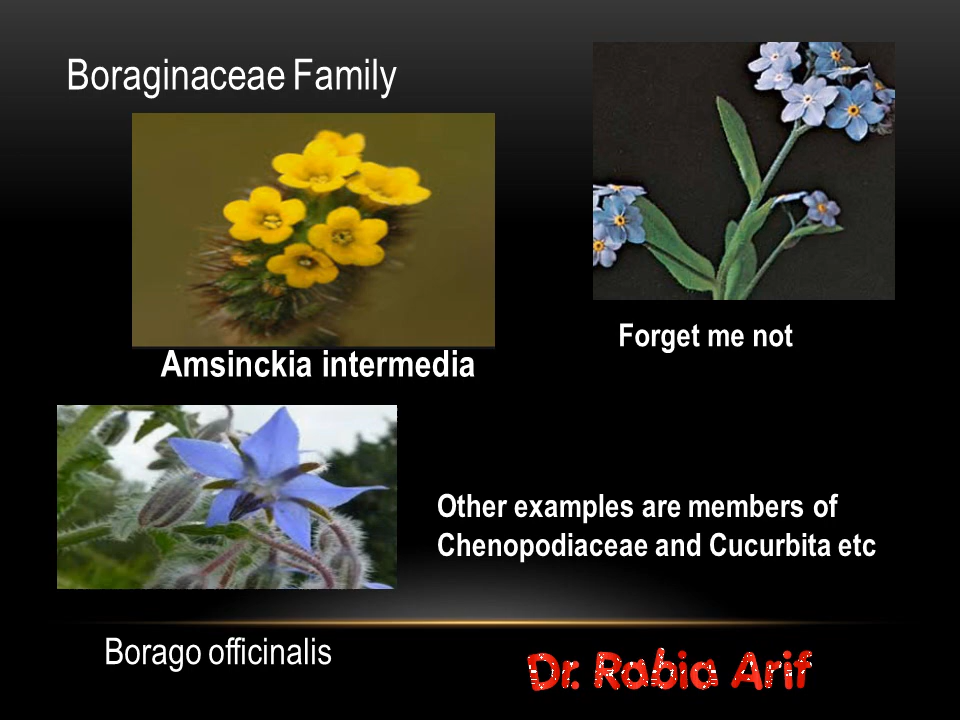 Boraginaceae Family
Amsinckia intermedia
Forget me not
Other examples are members of
Chenopodiaceae and Cucurbita etc
Borago officinalis
Dr. Rabia Arif